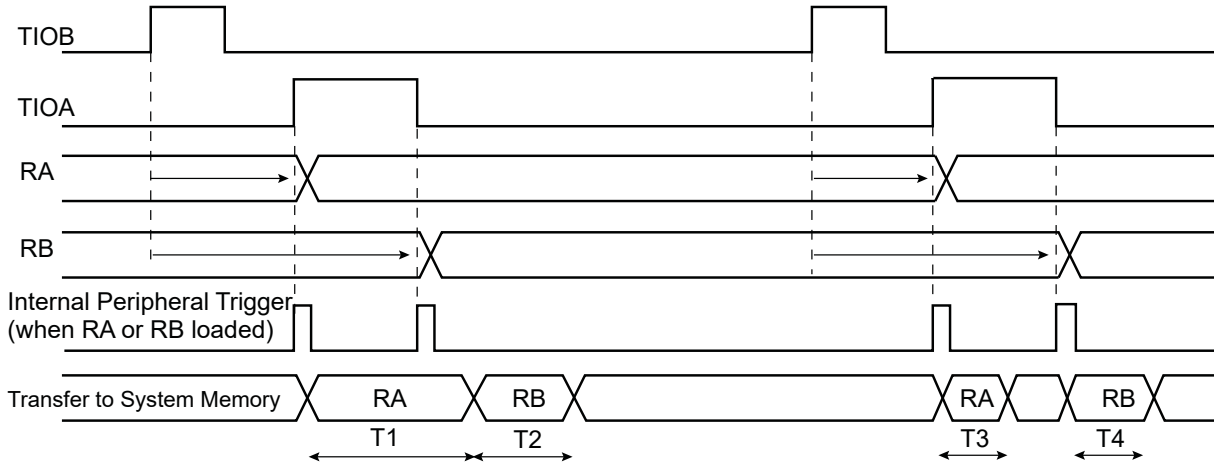 TIOB
TIOA
RA
RB
Internal Peripheral Trigger
(when RA or RB loaded)
Transfer to System Memory
RA
RB
RA
RB
T1
T2
T3
T4